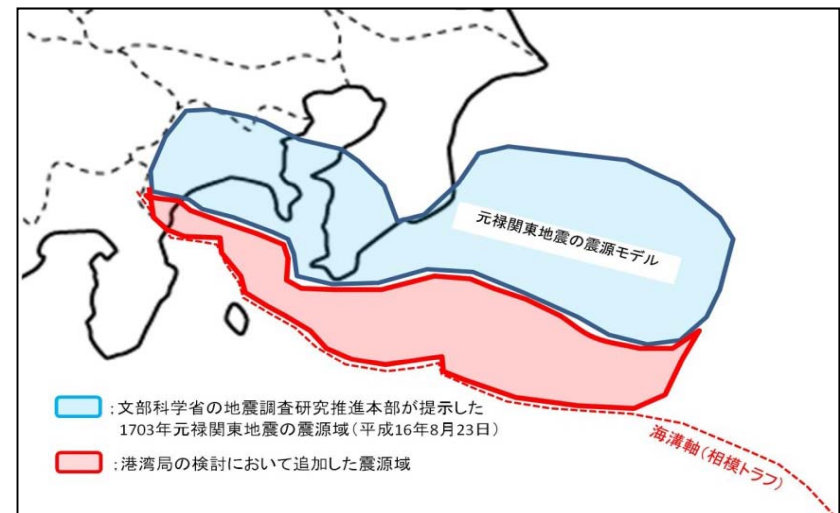 元禄関東地震の震源モデル
:文部科学省の地震調査研究推進本部が提示した
1703年元禄関東地震の震源域(平成16年8月23日)
:港湾局の検討において追加した震源域
海溝軸(相模トラフ)